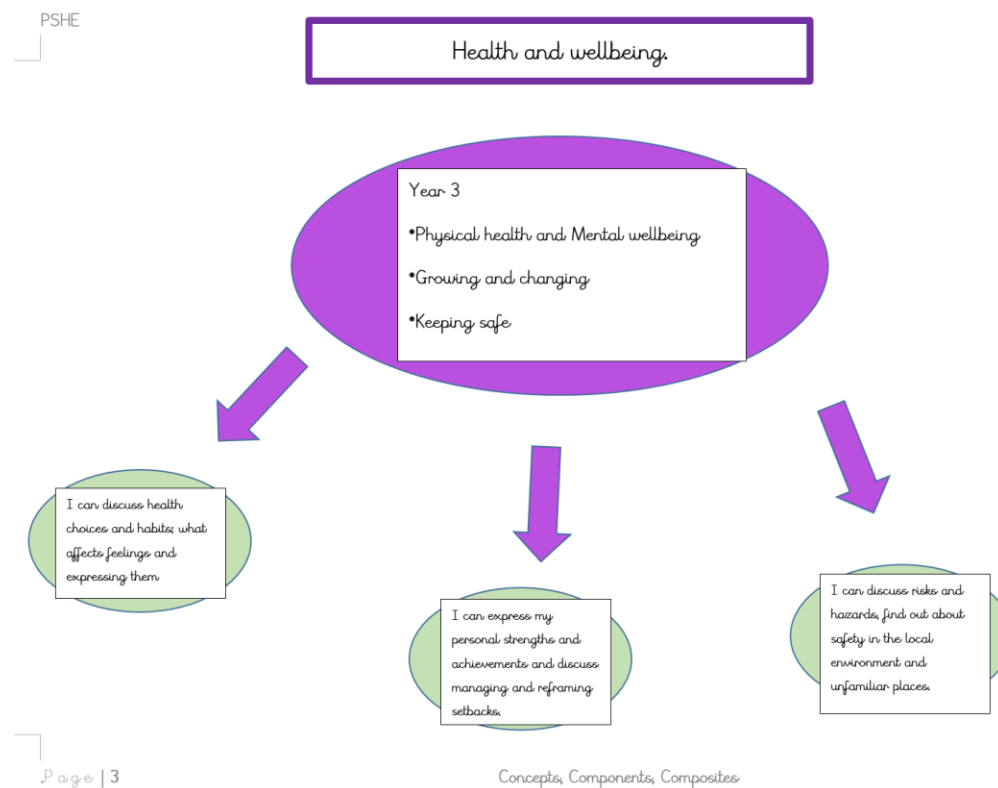 PSHE
Health and wellbeing.
Year 3
•Physical health and Mental wellbeing
•Growing and changing
•Keeping safe
I can discuss health
choices and habits; what
affects feelings and
expressing them
I can express my
personal strengths and
achievements and discuss
managing and reframing
setbacks.
I can discuss risks and
hazards, find out about
safety in the local
environment and
unfamiliar places.
.Page | 3
Concepts, Components, Composites